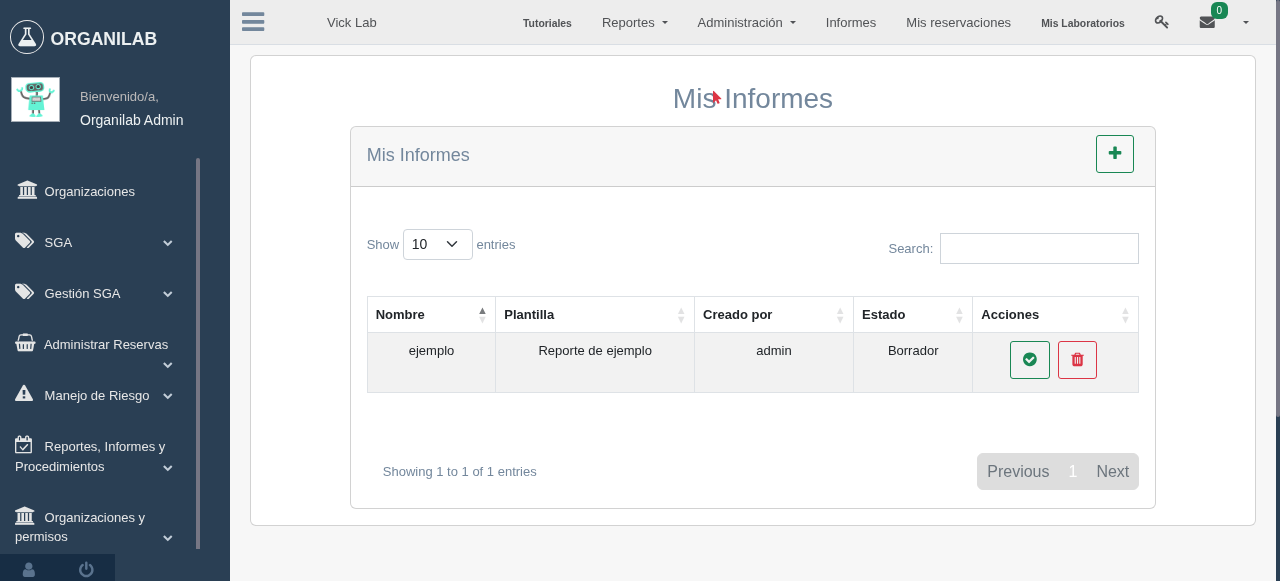 ORGANILAB
Bienvenido/a,
Organilab Admin
Organizaciones
SGA
Gestión SGA
Administrar Reservas
Manejo de Riesgo
Reportes, Informes y
Procedimientos
Organizaciones y
permisos
Vick Lab
Tutoriales
Reportes
Administración
Informes
Mis reservaciones
Mis Laboratorios
0
Mis Informes
Mis Informes
Show 10 entries
Search:
Nombre Plantilla Creado por Estado Acciones
ejemplo Reporte de ejemplo admin Borrador
Showing 1 to 1 of 1 entries
Previous 1 Next